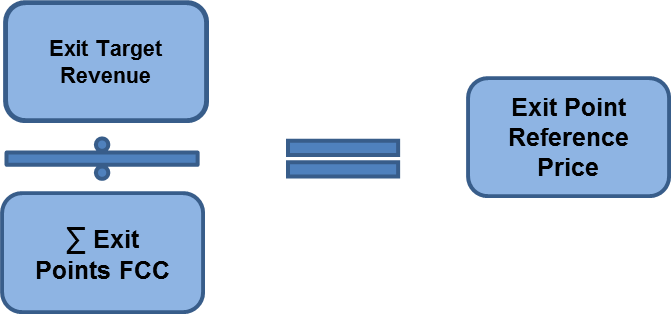 Exit Target
Revenue
∑ Exit
Points FCC
Exit Point
Reference
Price